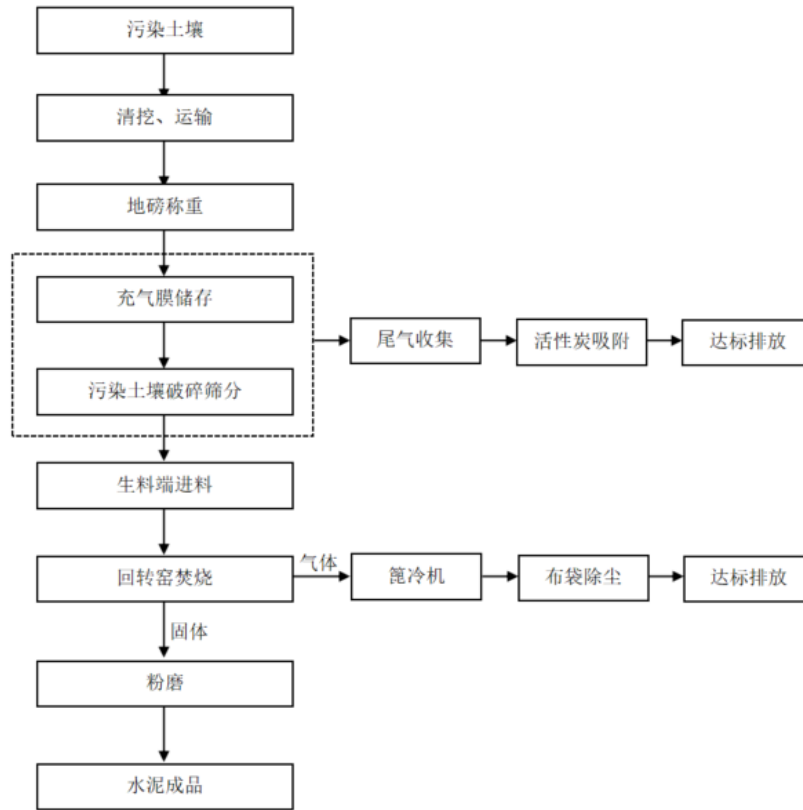 污染土壤
清挖、运输
地磅称重
充气膜储存
尾气收集
活性炭吸附
达标排放
污染土壤破碎筛分
生料端进料
回转窑焚烧
气体
篦冷机
布袋除尘
达标排放
固体
粉磨
水泥成品